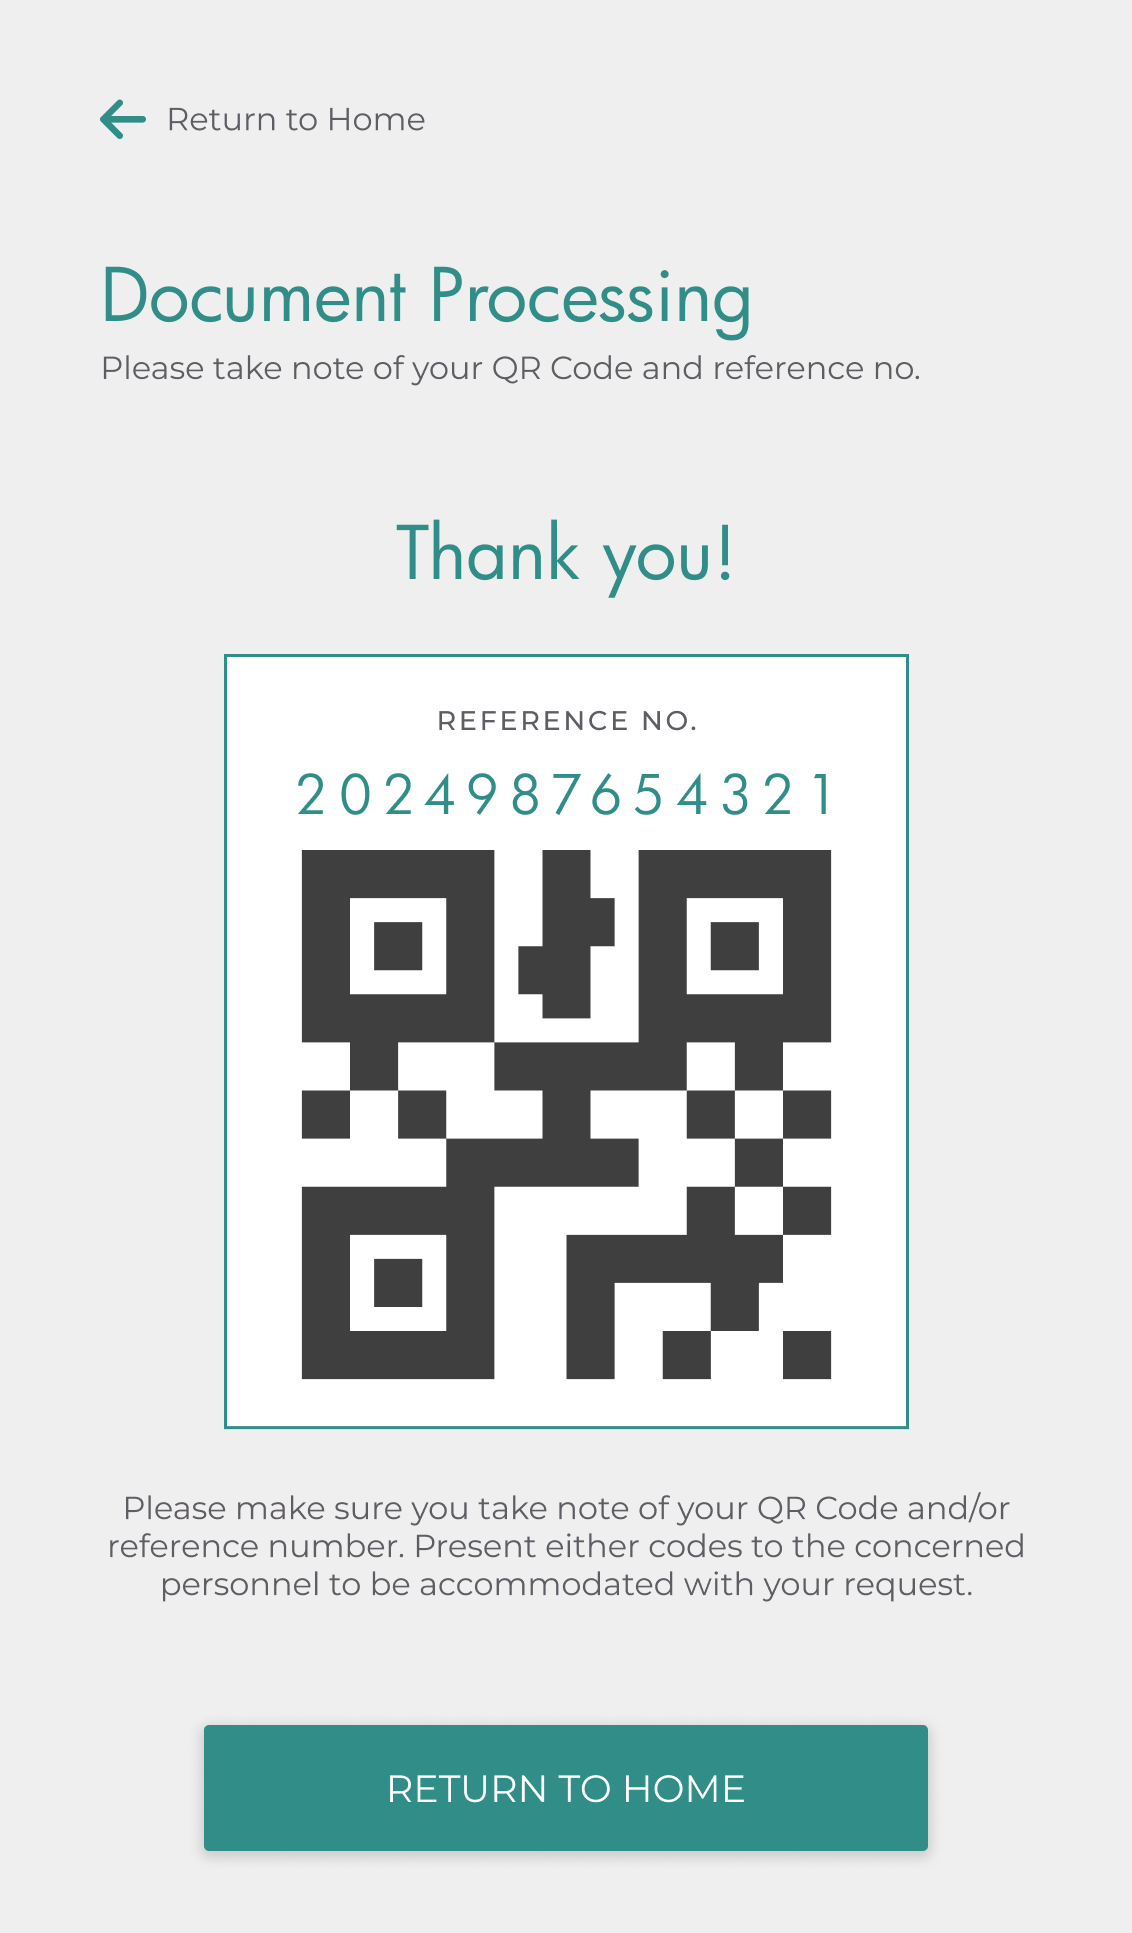 Return to Home
Document Processing
Please take note of your QR Code and reference no.
Thank you!
REFERENCE NO.
2024987654321
Please make sure you take note of your QR Code and/or
reference number. Present either codes to the concerned
personnel to be accommodated with your request.
RETURN TO HOME